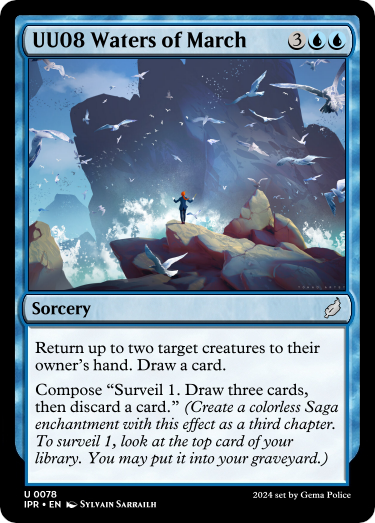 UU08 Waters of March 3
Sorcery
Return up to two target creatures to their
owner's hand. Draw a card.
Compose “Surveil 1. Draw three cards,
then discard a card.” (Create a colorless Saga
enchantment with this effect as a third chapter.
To surveil 1, look at the top card of your
library. You may put it into your graveyard.)
U 0078
IPR • EN Sylvain Sarrailh
2024 set by Gema Police